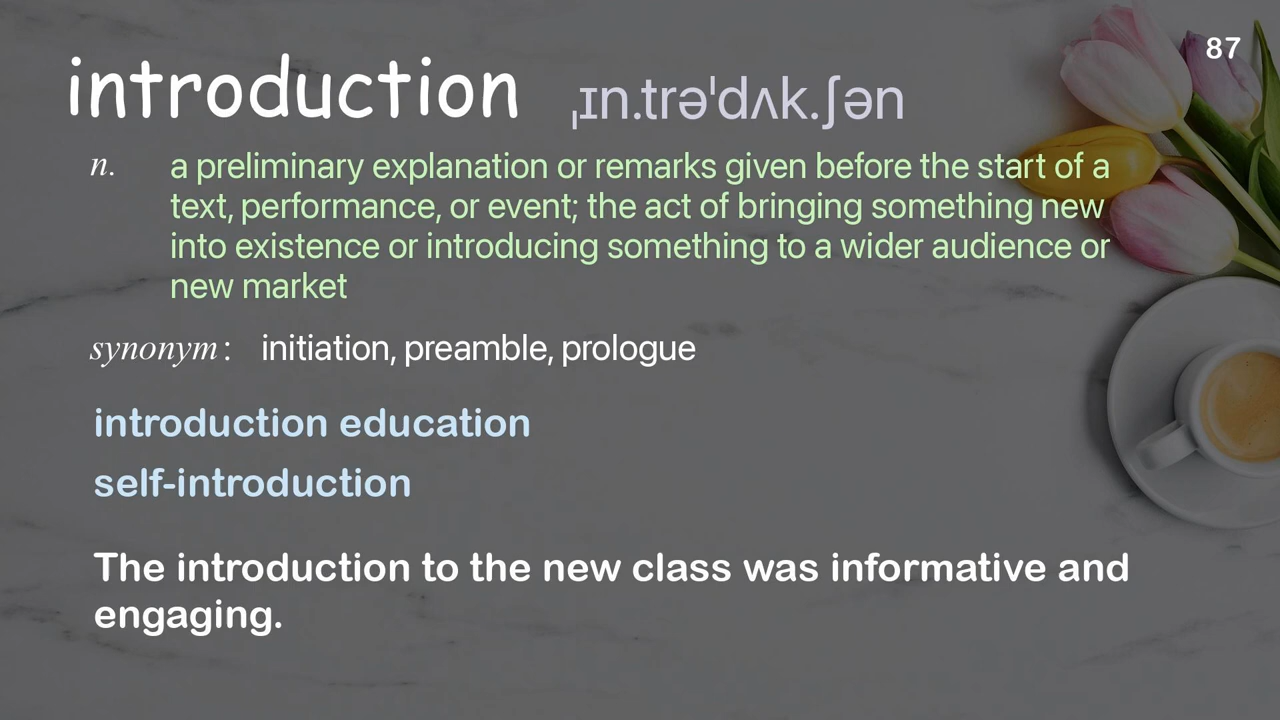 87
introduction ˌɪn.trəˈdʌk.ʃən
n. a preliminary explanation or remarks given before the start of a
text, performance, or event; the act of bringing something new
into existence or introducing something to a wider audience or
new market
synonym: initiation, preamble, prologue
introduction education
self-introduction
The introduction to the new class was informative and
engaging.